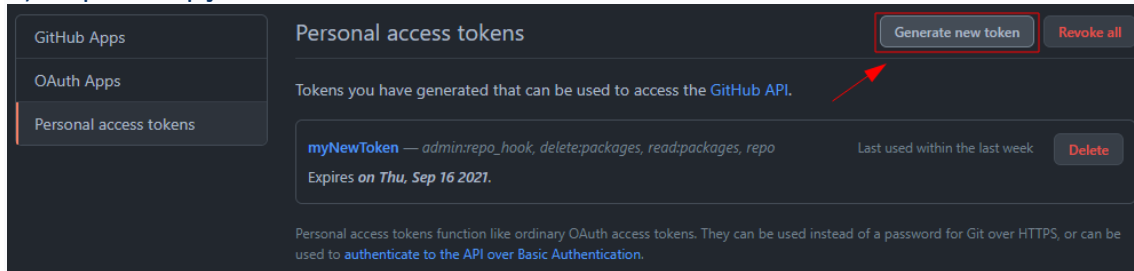 GitHub Apps
OAuth Apps
Personal access tokens
Personal access tokens
Generate new token
Revoke all
Tokens you have generated that can be used to access the GitHub API.
myNewToken — admin:repo_hook, delete:packages, read:packages, repo
Last used within the last week
Delete
Expires on Thu, Sep 16 2021.
Personal access tokens function like ordinary OAuth access tokens. They can be used instead of a password for Git over HTTPS, or can be
used to authenticate to the API over Basic Authentication.